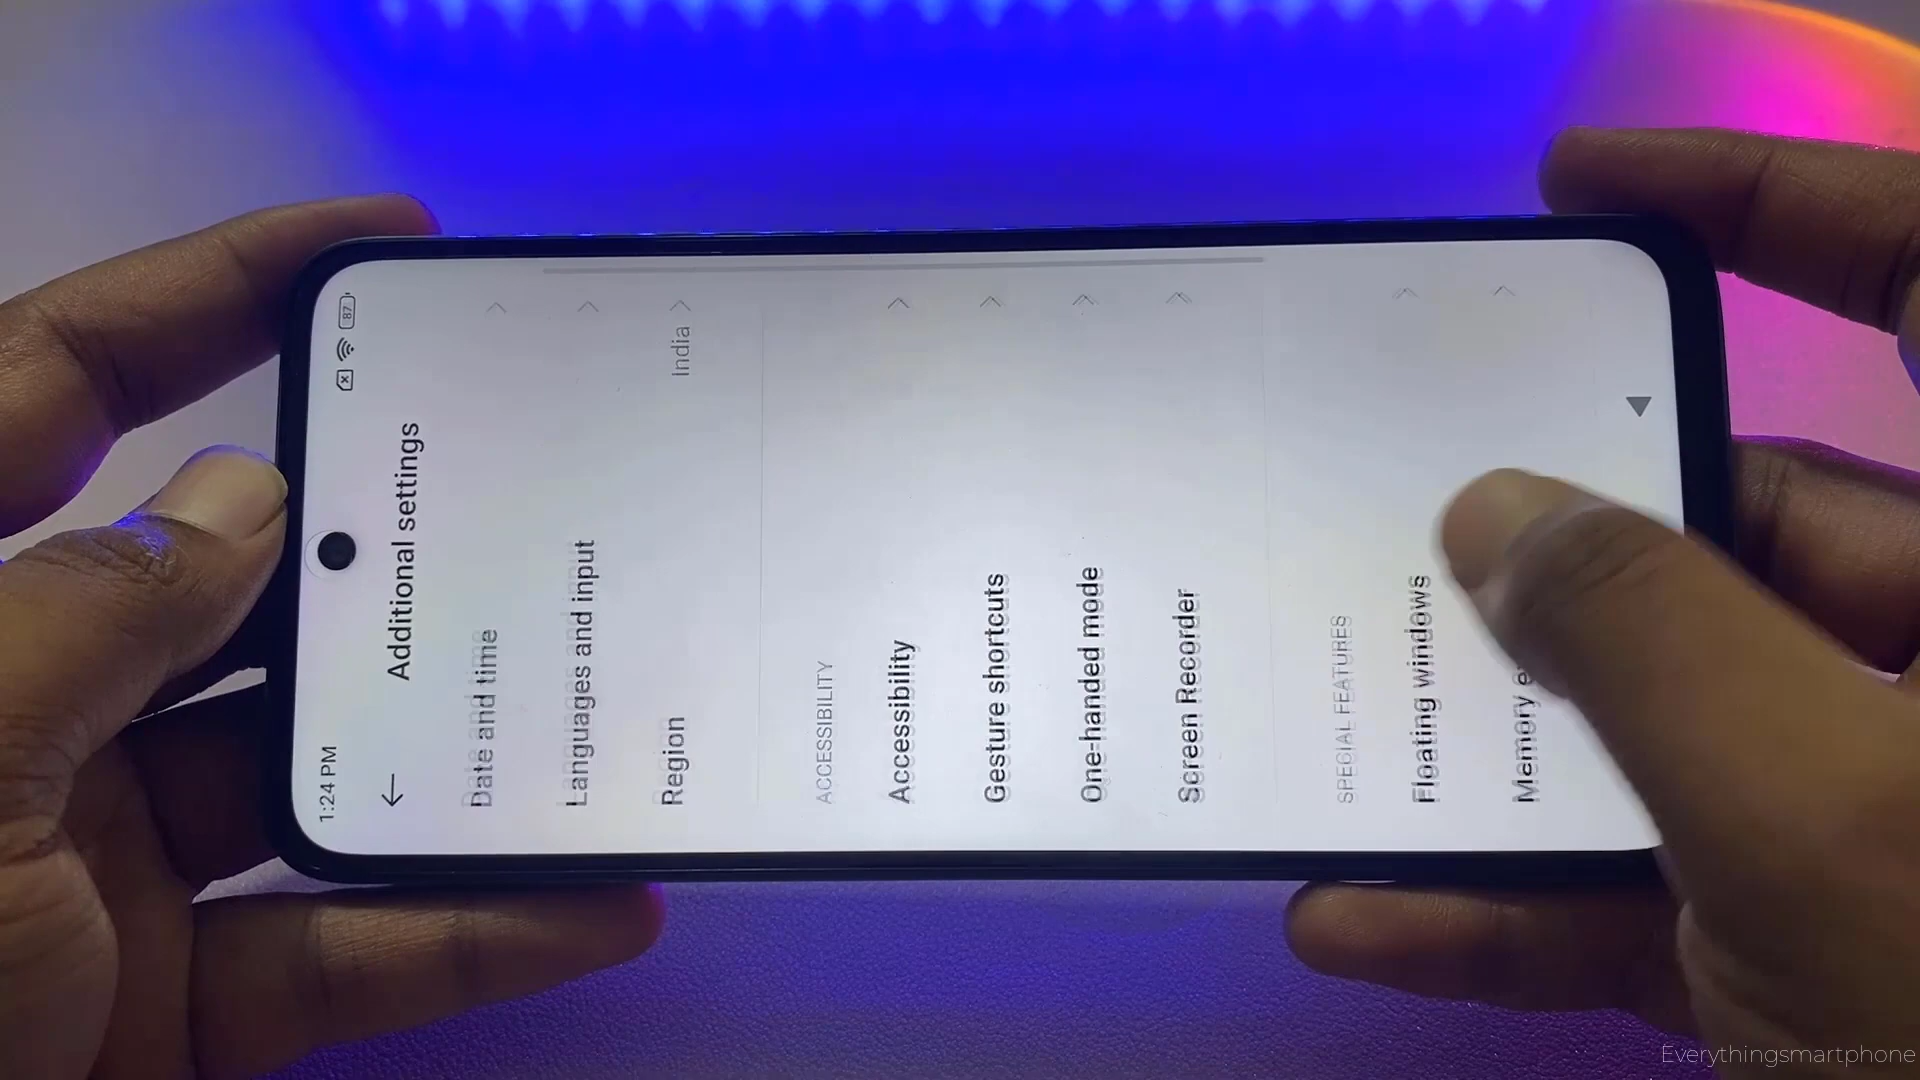 1:24 PM
87
Additional settings
Date and time
Languages and input
Region
India
ACCESSIBILITY
Accessibility
Gesture shortcuts
One-handed mode
Screen Recorder
SPECIAL FEATURES
Floating windows
Memory
Everythingsmartphone